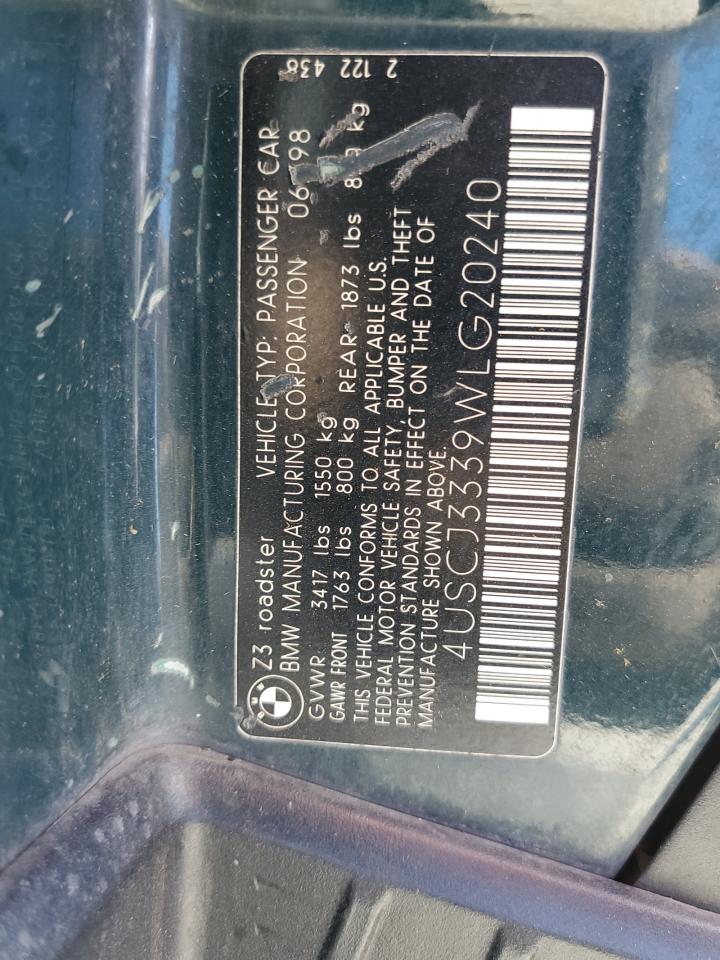 Z3 roadster VEHICLE TYP: PASSENGER CAR 2 122 438
BMW MANUFACTURING CORPORATION
GVWR 3417 lbs 1550 kg
GAWR FRONT 1763 lbs 800 kg REAR 1873 lbs kg
THIS VEHICLE CONFORMS TO ALL APPLICABLE U.S.
FEDERAL MOTOR VEHICLE SAFETY, BUMPER AND THEFT
PREVENTION STANDARDS IN EFFECT ON THE DATE OF
MANUFACTURE SHOWN ABOVE.
4USCJ3339WLG20240